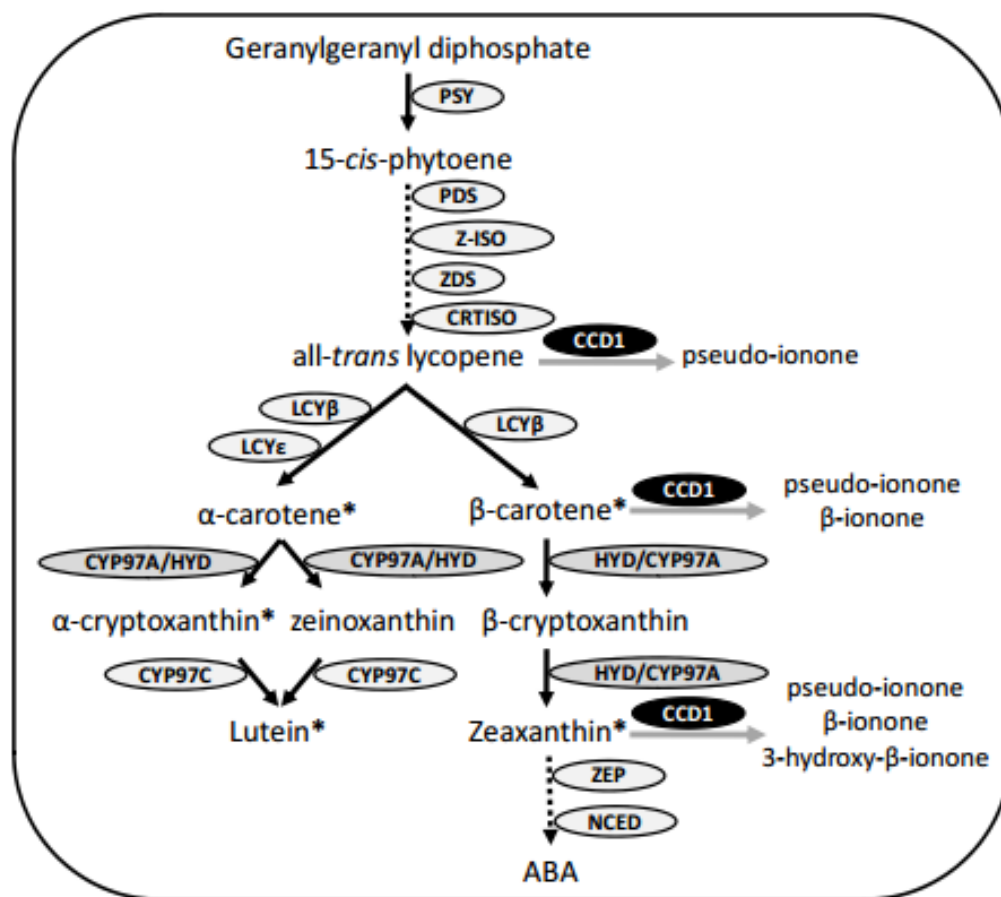 Geranylgeranyl diphosphate
PSY
15-cis-phytoene
PDS
Z-ISO
ZDS
CRTISO
CCD1
all-trans lycopene
pseudo-ionone
LCYβ
LCYε
LCYβ
α-carotene*
β-carotene*
CCD1
pseudo-ionone
β-ionone
CYP97A/HYD
CYP97A/HYD
HYD/CYP97A
α-cryptoxanthin*
zeinoxanthin
β-cryptoxanthin
CYP97C
CYP97C
HYD/CYP97A
Lutein*
Zeaxanthin*
CCD1
pseudo-ionone
β-ionone
3-hydroxy-β-ionone
ZEP
NCED
ABA